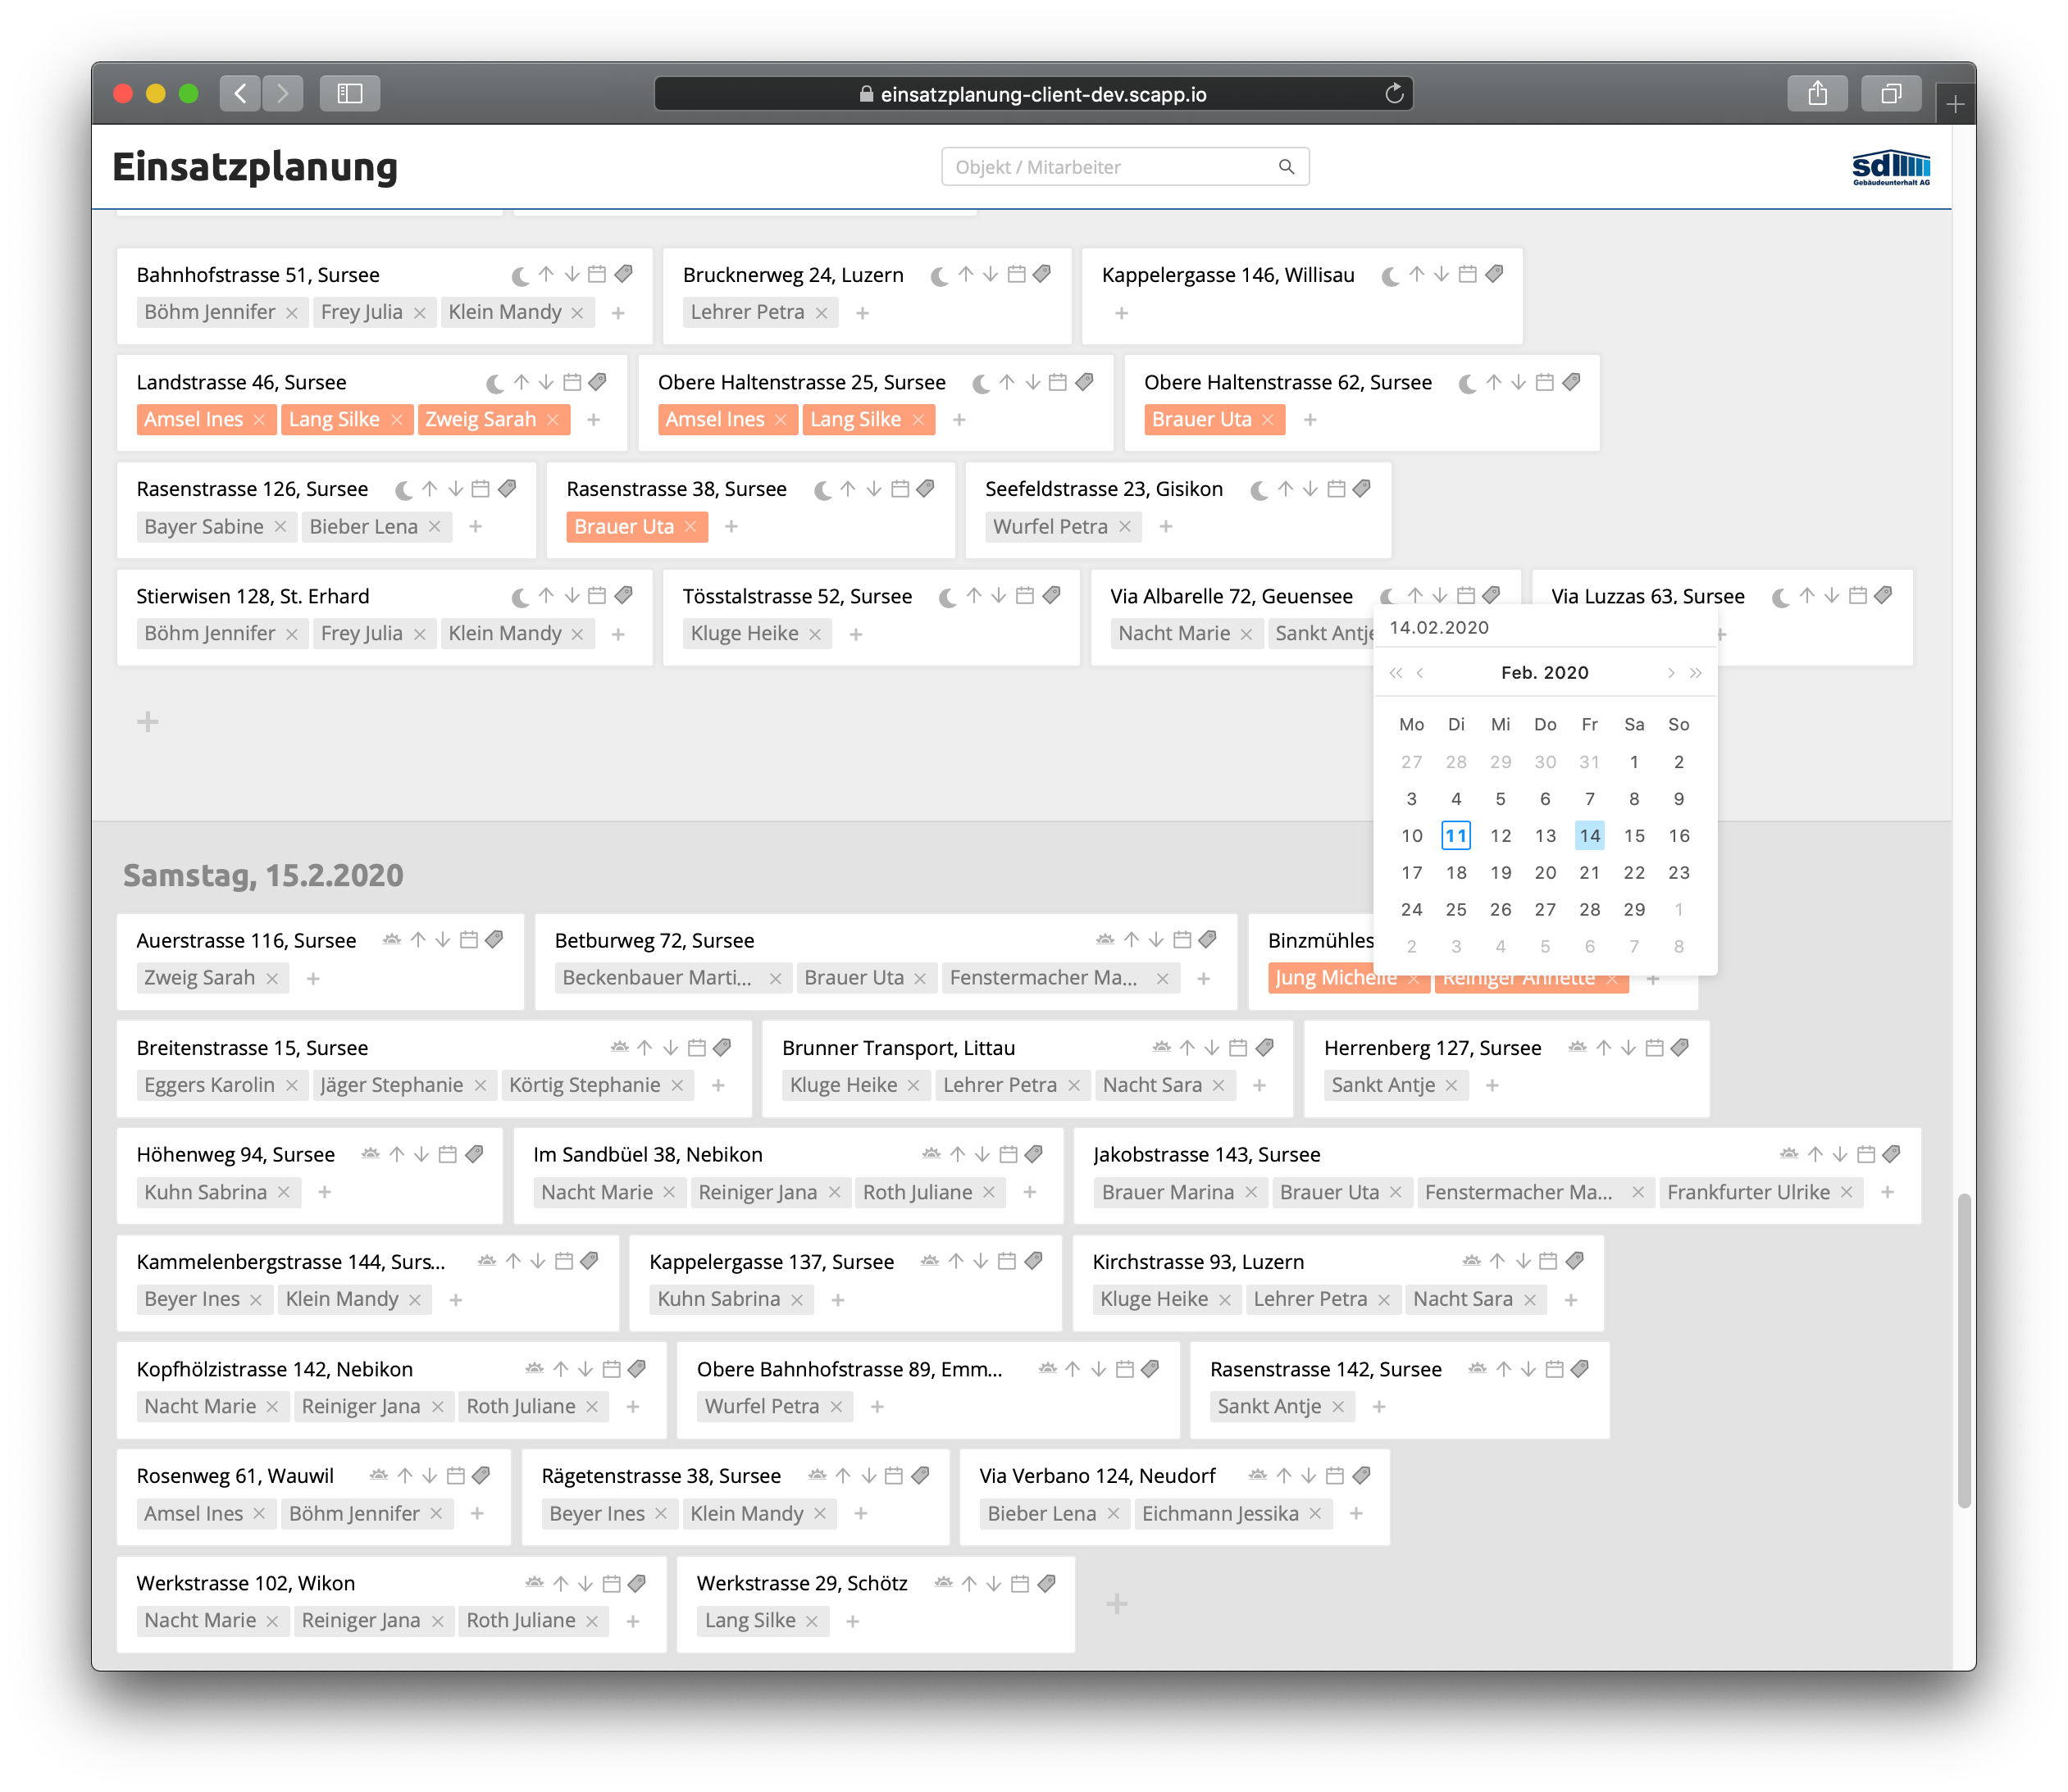 einsatzplanung-client-dev.scapp.io
Einsatzplanung
Objekt / Mitarbeiter
sd
Gebäudeunterhalt AG
Bahnhofstrasse 51, Sursee
Böhm Jennifer Frey Julia Klein Mandy
Brucknerweg 24, Luzern
Lehrer Petra
Kappelergasse 146, Willisau
Landstrasse 46, Sursee
Amsel Ines Lang Silke Zweig Sarah
Obere Haltenstrasse 25, Sursee
Amsel Ines Lang Silke
Obere Haltenstrasse 62, Sursee
Brauer Uta
Rasenstrasse 126, Sursee
Bayer Sabine Bieber Lena
Rasenstrasse 38, Sursee
Brauer Uta
Seefeldstrasse 23, Gisikon
Wurfel Petra
Stierwisen 128, St. Erhard
Böhm Jennifer Frey Julia Klein Mandy
Tösstalstrasse 52, Sursee
Kluge Heike
Via Albarelle 72, Geuensee
Nacht Marie Sankt Antje
Via Luzzas 63, Sursee
14.02.2020
Feb. 2020
Mo Di Mi Do Fr Sa So
27 28 29 30 31 1 2
3 4 5 6 7 8 9
10 11 12 13 14 15 16
17 18 19 20 21 22 23
24 25 26 27 28 29 1
2 3 4 5 6 7 8
Samstag, 15.2.2020
Auerstrasse 116, Sursee
Zweig Sarah
Betburweg 72, Sursee
Beckenbauer Marti... Brauer Uta Fenstermacher Ma...
Binzmühles
Jung Michelle Reiniger Annette
Breitenstrasse 15, Sursee
Eggers Karolin Jäger Stephanie Körtig Stephanie
Brunner Transport, Littau
Kluge Heike Lehrer Petra Nacht Sara
Herrenberg 127, Sursee
Sankt Antje
Höhenweg 94, Sursee
Kuhn Sabrina
Im Sandbüel 38, Nebikon
Nacht Marie Reiniger Jana Roth Juliane
Jakobstrasse 143, Sursee
Brauer Marina Brauer Uta Fenstermacher Ma... Frankfurter Ulrike
Kammelenbergstrasse 144, Surs...
Beyer Ines Klein Mandy
Kappelergasse 137, Sursee
Kuhn Sabrina
Kirchstrasse 93, Luzern
Kluge Heike Lehrer Petra Nacht Sara
Kopfhölzistrasse 142, Nebikon
Nacht Marie Reiniger Jana Roth Juliane
Obere Bahnhofstrasse 89, Emm...
Wurfel Petra
Rasenstrasse 142, Sursee
Sankt Antje
Rosenweg 61, Wauwil
Amsel Ines Böhm Jennifer
Rägetenstrasse 38, Sursee
Beyer Ines Klein Mandy
Via Verbano 124, Neudorf
Bieber Lena Eichmann Jessika
Werkstrasse 102, Wikon
Nacht Marie Reiniger Jana Roth Juliane
Werkstrasse 29, Schötz
Lang Silke